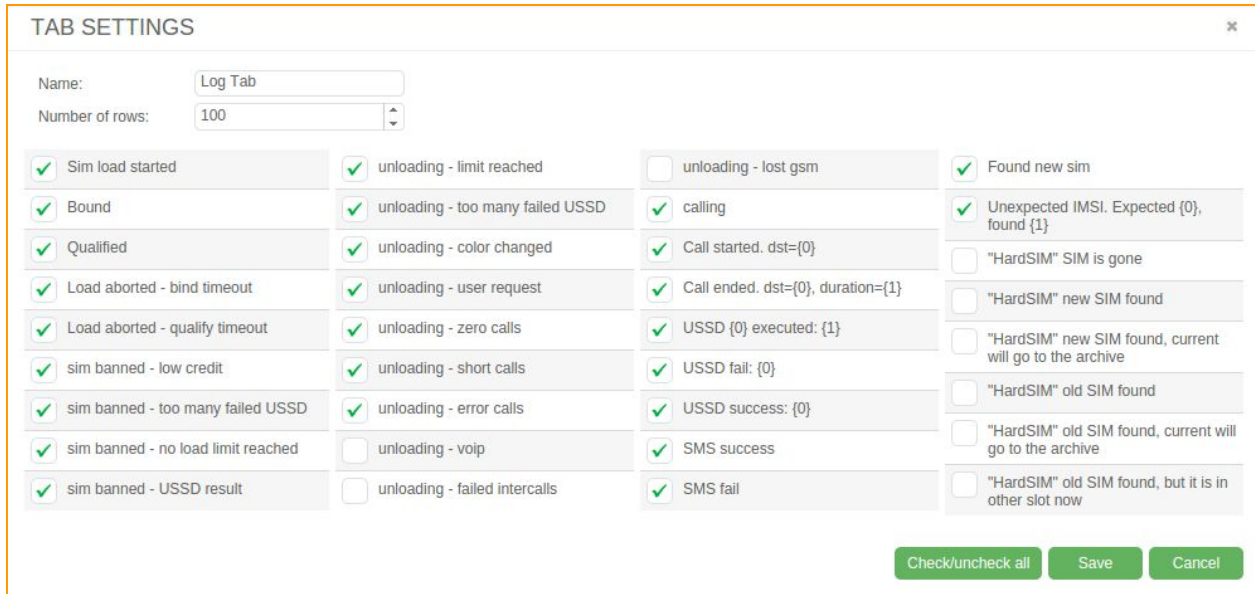 TAB SETTINGS
Name:
Log Tab
Number of rows:
100
Sim load started
Bound
Qualified
Load aborted - bind timeout
Load aborted - qualify timeout
sim banned - low credit
sim banned - too many failed USSD
sim banned - no load limit reached
sim banned - USSD result
unloading - limit reached
unloading - too many failed USSD
unloading - color changed
unloading - user request
unloading - zero calls
unloading - short calls
unloading - error calls
unloading - voip
unloading - failed intercalls
unloading - lost gsm
calling
Call started. dst={0}
Call ended. dst={0}, duration={1}
USSD {0} executed: {1}
USSD fail: {0}
USSD success: {0}
SMS success
SMS fail
Found new sim
Unexpected IMSI. Expected {0},
found {1}
"HardSIM" SIM is gone
"HardSIM" new SIM found
"HardSIM" new SIM found, current
will go to the archive
"HardSIM" old SIM found
"HardSIM" old SIM found, current will
go to the archive
"HardSIM" old SIM found, but it is in
other slot now
Check/uncheck all
Save
Cancel